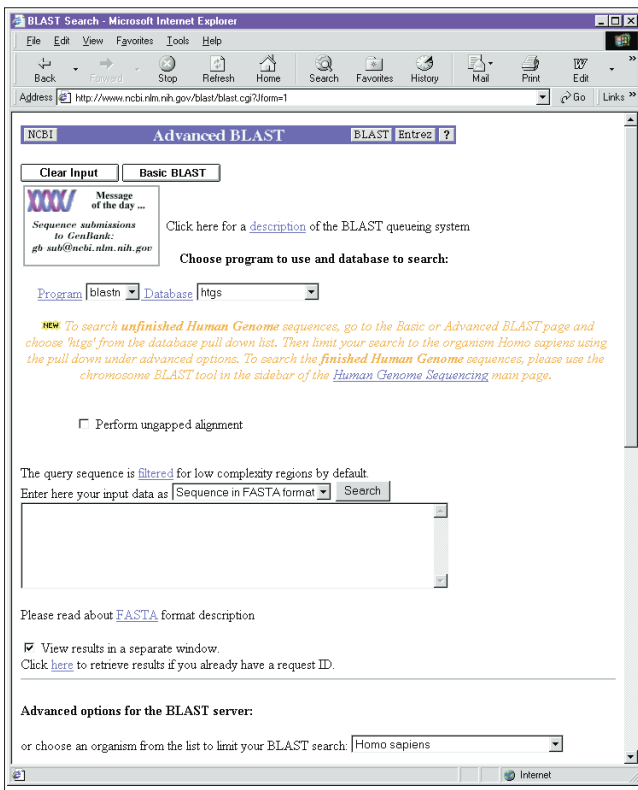 BLAST Search - Microsoft Internet Explorer
File Edit View Favorites Tools Help
Back Forward Stop Refresh Home Search Favorites History Mail Print Edit »
Address http://www.ncbi.nlm.nih.gov/blast/blast.cgi?Jform=1 Go Links »
NCBI Advanced BLAST BLAST Entrez ?
Clear Input Basic BLAST
Message
of the day ...
Sequence submissions
to GenBank:
gb sub@ncbi.nlm.nih.gov
Click here for a description of the BLAST queueing system
Choose program to use and database to search:
Program blastn Database htgs
NEW To search unfinished Human Genome sequences, go to the Basic or Advanced BLAST page and
choose 'htgs' from the database pull down list. Then limit your search to the organism Homo sapiens using
the pull down under advanced options. To search the finished Human Genome sequences, please use the
chromosome BLAST tool in the sidebar of the Human Genome Sequencing main page.
Perform ungapped alignment
The query sequence is filtered for low complexity regions by default.
Enter here your input data as Sequence in FASTA format Search
Please read about FASTA format description
View results in a separate window.
Click here to retrieve results if you already have a request ID.
Advanced options for the BLAST server:
or choose an organism from the list to limit your BLAST search: Homo sapiens
Internet